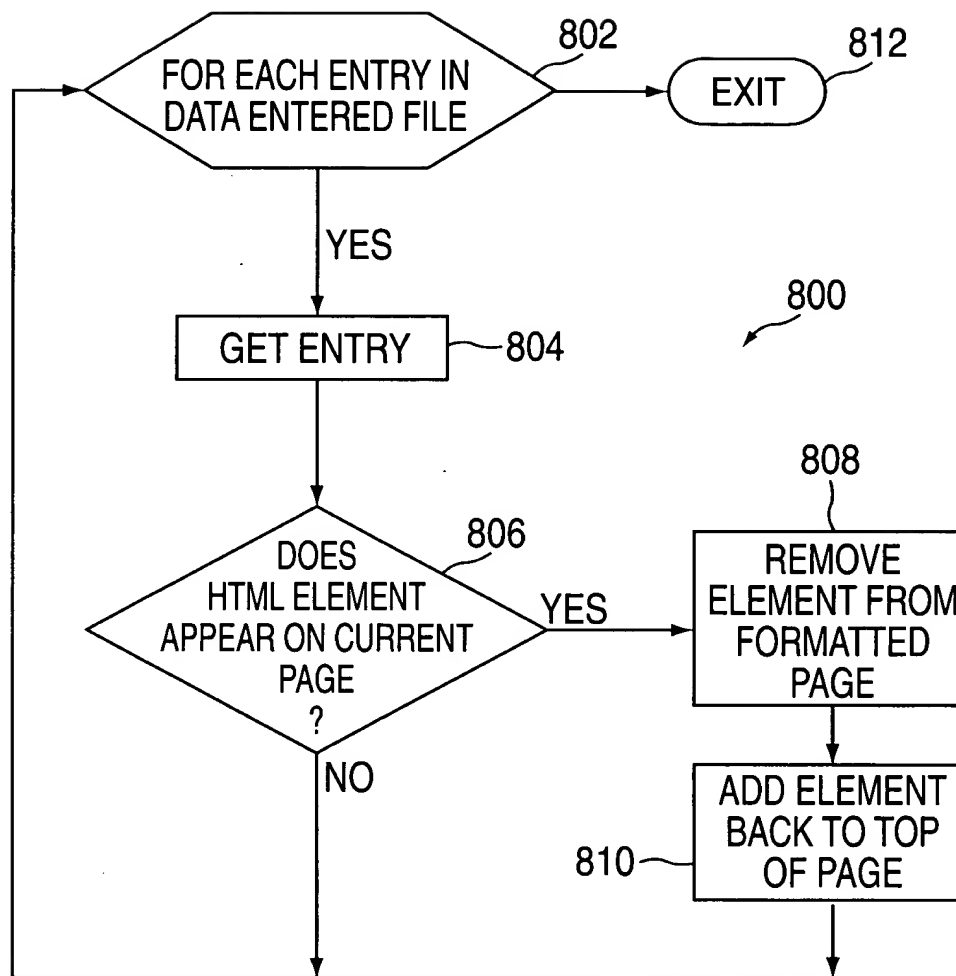 802
812
FOR EACH ENTRY IN
DATA ENTERED FILE
EXIT
YES
800
GET ENTRY
804
808
806
DOES
HTML ELEMENT
APPEAR ON CURRENT
PAGE
?
YES
REMOVE
ELEMENT FROM
FORMATTED
PAGE
NO
ADD ELEMENT
BACK TO TOP
OF PAGE
810